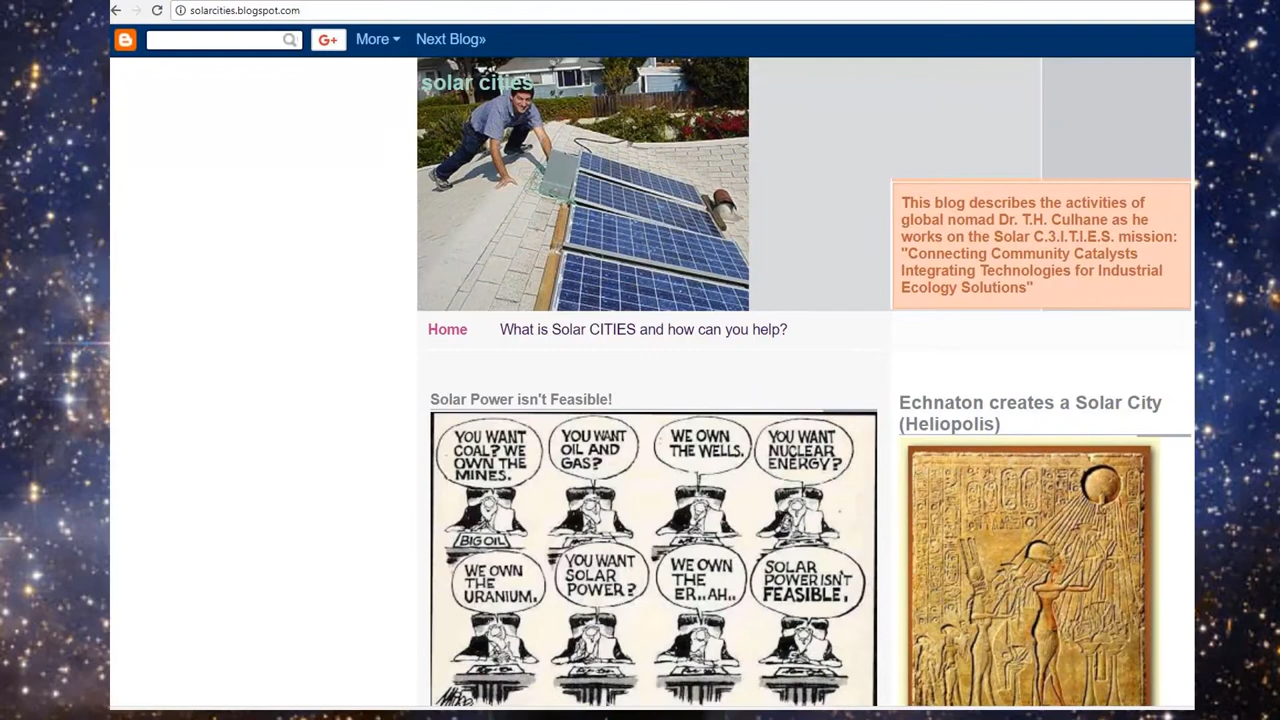 solarcities.blogspot.com
G+ More Next Blog»
solar cities
This blog describes the activities of
global nomad Dr. T.H. Culhane as he
works on the Solar C.3.I.T.I.E.S. mission:
"Connecting Community Catalysts
Integrating Technologies for Industrial
Ecology Solutions"
Home What is Solar CITIES and how can you help?
Solar Power isn't Feasible!
YOU WANT
COAL? WE
OWN THE
MINES.
YOU WANT
OIL AND
GAS?
WE OWN
THE WELLS.
YOU WANT
NUCLEAR
ENERGY?
BIG OIL
WE OWN
THE
URANIUM.
YOU WANT
SOLAR
POWER?
WE OWN
THE
ER..AH..
SOLAR
POWER ISN'T
FEASIBLE.
Echnaton creates a Solar City
(Heliopolis)